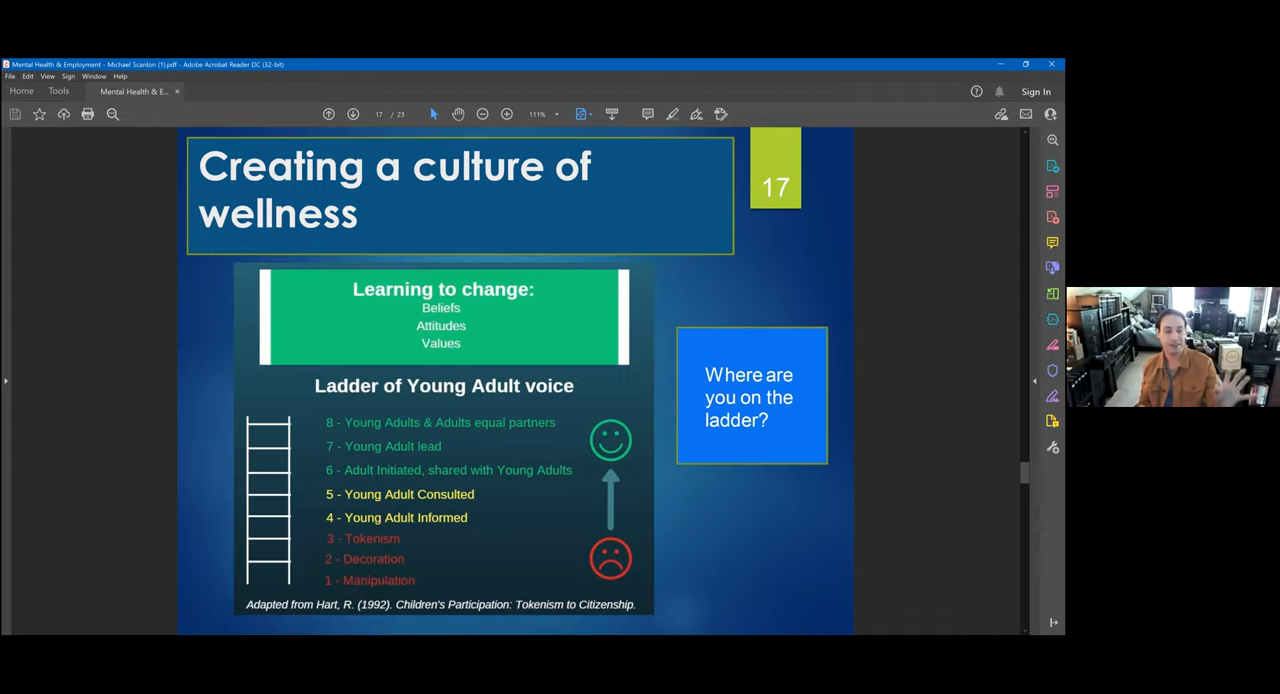 Mental Health & Employment - Michael Scanlon (1).pdf - Adobe Acrobat Reader DC (32-bit)
File Edit View Sign Window Help
Home Tools Mental Health & E... × Sign In
17 / 23 111%
Creating a culture of
wellness
17
Learning to change:
Beliefs
Attitudes
Values
Ladder of Young Adult voice
8 - Young Adults & Adults equal partners
7 - Young Adult lead
6 - Adult Initiated, shared with Young Adults
5 - Young Adult Consulted
4 - Young Adult Informed
3 - Tokenism
2 - Decoration
1 - Manipulation
Adapted from Hart, R. (1992). Children's Participation: Tokenism to Citizenship.
Where are
you on the
ladder?